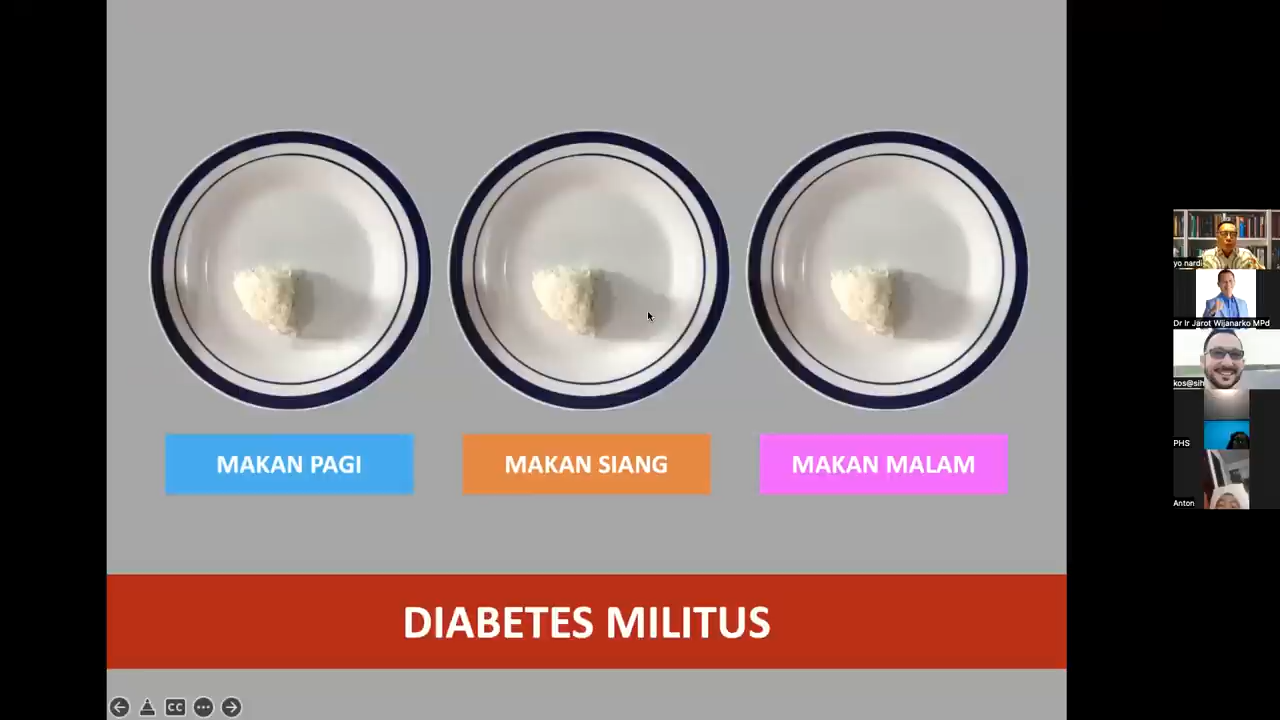 MAKAN PAGI
MAKAN SIANG
MAKAN MALAM
DIABETES MILITUS
CC
yo nardi
Dr Ir Jarot Wijanarko MPd
kos@sih
PHS
Anton